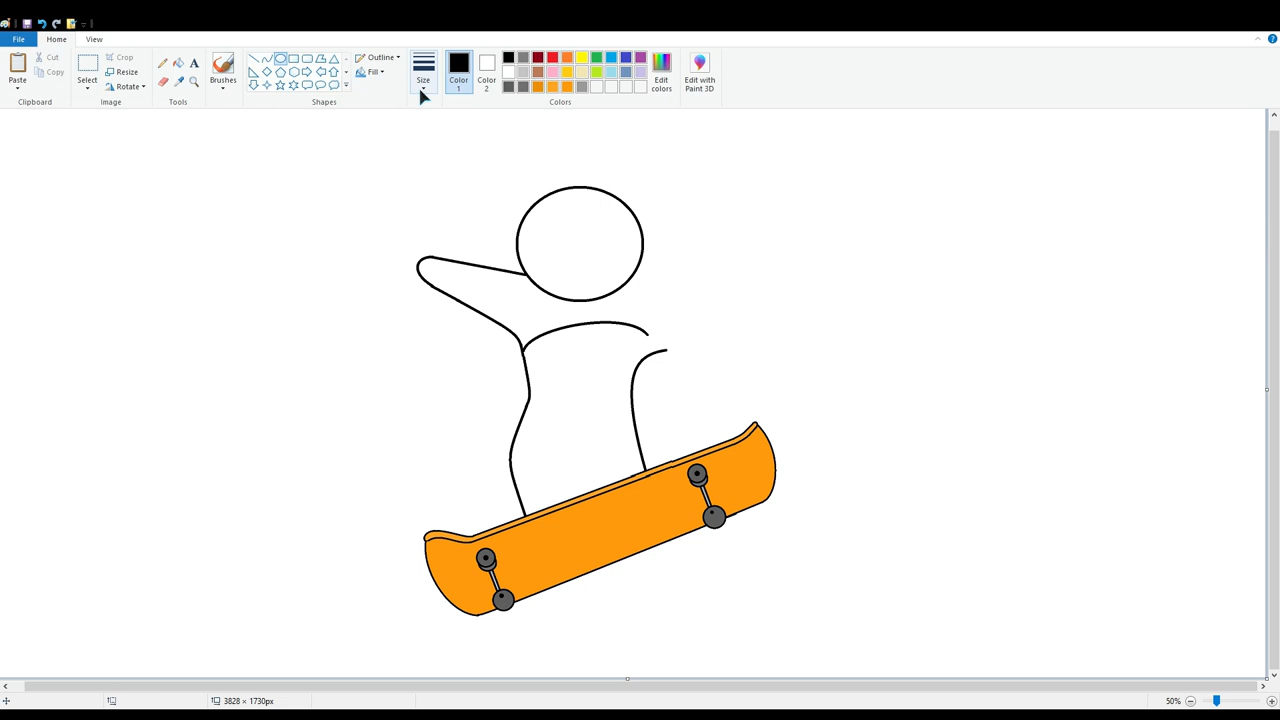 File Home View
Paste
Cut
Copy
Clipboard
Select
Crop
Resize
Rotate
Image
A
Tools
Brushes
Outline
Fill
Shapes
Size
Color 1
Color 2
Edit colors
Colors
Edit with Paint 3D
3828 × 1730px
50%